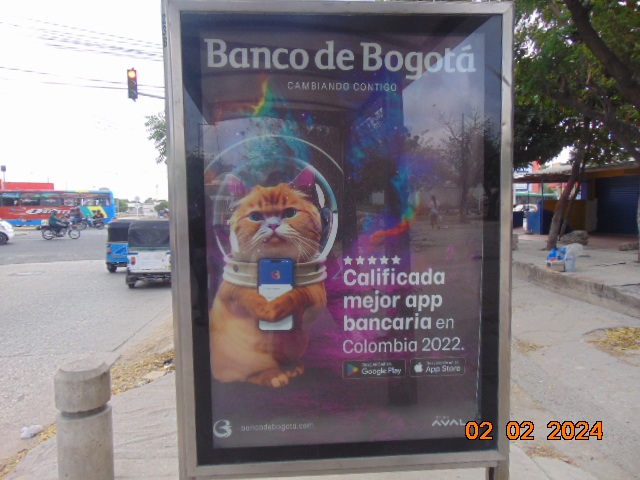 Banco de Bogotá
CAMBIANDO CONTIGO
Calificada
mejor app
bancaria en
Colombia 2022.
Google Play
App Store
bancodebogota.com
AVAL
02 02 2024